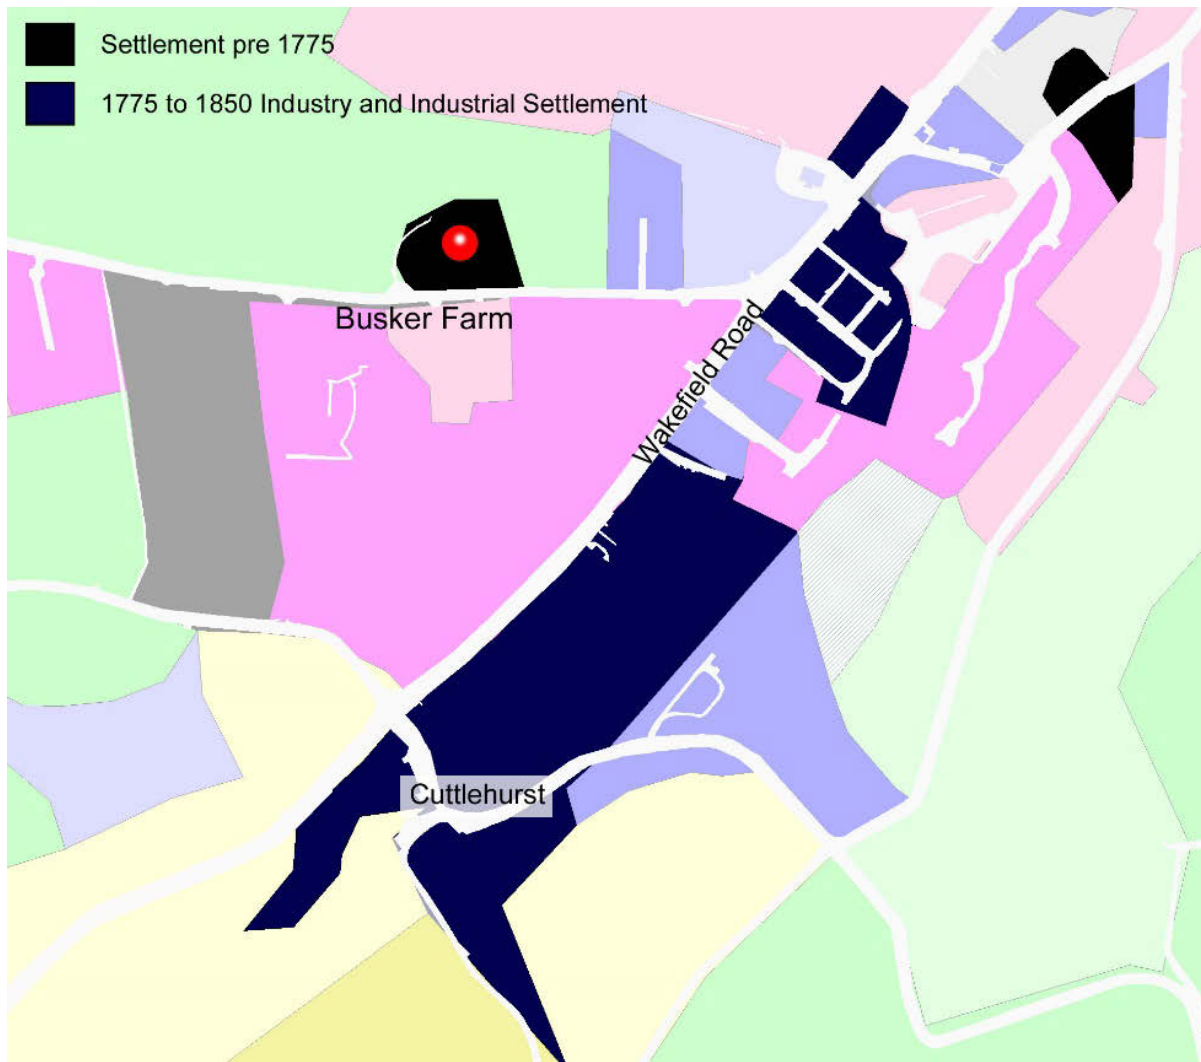 Settlement pre 1775
1775 to 1850 Industry and Industrial Settlement
Busker Farm
Wakefield Road
Cuttlehurst